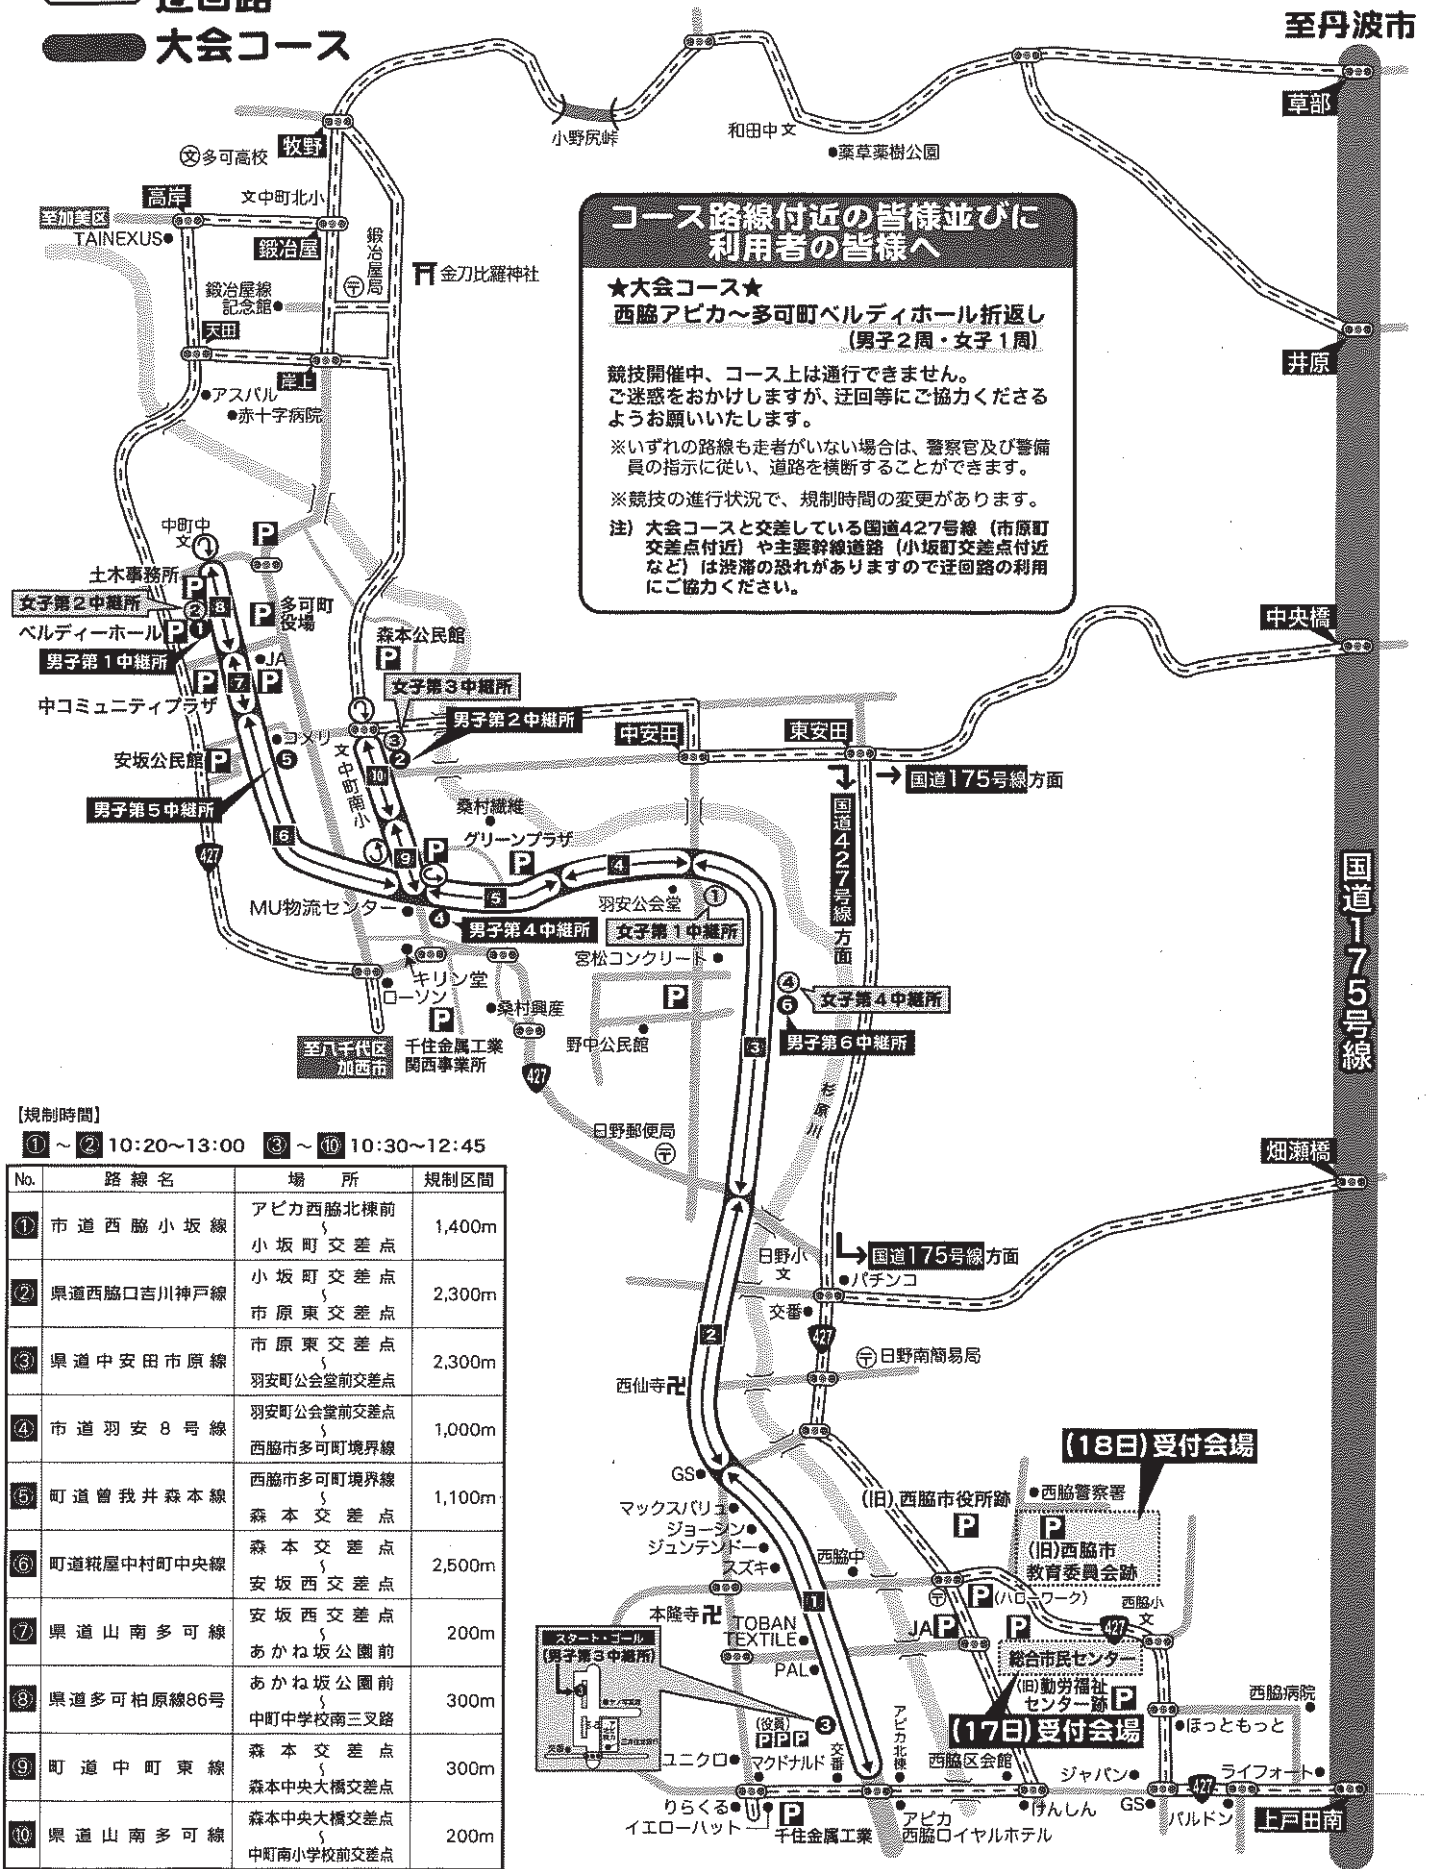 迂回路
大会コース
至丹波市
草部
小野尻峠
和田中 文
●薬草薬樹公園
牧野
文 多可高校
高岸
文 中町北小
至加美区
TAINEXUS●
鍛冶屋
鍛冶屋局
〒
金刀比羅神社
鍛冶屋線
記念館●
天田
岸上
●アスパル
●赤十字病院
コース路線付近の皆様並びに
利用者の皆様へ
★大会コース★
西脇アピカ〜多可町ベルディホール折返し
(男子2周・女子1周)
競技開催中、コース上は通行できません。
ご迷惑をおかけしますが、迂回等にご協力くださる
ようお願いいたします。
※いずれの路線も走者がいない場合は、警察官及び警備
員の指示に従い、道路を横断することができます。
※競技の進行状況で、規制時間の変更があります。
注）大会コースと交差している国道427号線（市原町
交差点付近）や主要幹線道路（小坂町交差点付近
など）は渋滞の恐れがありますので迂回路の利用
にご協力ください。
井原
中央橋
中町中
文
P
土木事務所
P
女子第2中継所
②
8
P
多可町
役場
ベルディーホール P
❶
男子第1中継所
●JA
7
P
P
中コミュニティプラザ
森本公民館
P
女子第3中継所
③
男子第2中継所
❷
中安田
東安田
→ 国道175号線方面
国道427号線方面
●コメリ
❺
安坂公民館 P
文 中町南小
10
男子第5中継所
桑村繊維
●
グリーンプラザ
P
6
427
9
P
4
5
MU物流センター●
❹
男子第4中継所
羽安公会堂
①
女子第1中継所
宮松コンクリート●
国道175号線
キリン堂
●ローソン
P
●桑村興産
千住金属工業
関西事業所
至八千代区
加西市
P
野中公民館
④
女子第4中継所
❻
男子第6中継所
3
427
杉原川
日野郵便局
〒
畑瀬橋
【規制時間】
①〜② 10:20〜13:00 ③〜⑩ 10:30〜12:45
No. 路線名 場所 規制区間
① 市道西脇小坂線 アピカ西脇北棟前〜小坂町交差点 1,400m
② 県道西脇口吉川神戸線 小坂町交差点〜市原東交差点 2,300m
③ 県道中安田市原線 市原東交差点〜羽安町公会堂前交差点 2,300m
④ 市道羽安8号線 羽安町公会堂前交差点〜西脇市多可町境界線 1,000m
⑤ 町道曽我井森本線 西脇市多可町境界線〜森本交差点 1,100m
⑥ 町道糀屋中村町中央線 森本交差点〜安坂西交差点 2,500m
⑦ 県道山南多可線 安坂西交差点〜あかね坂公園前 200m
⑧ 県道多可柏原線86号 あかね坂公園前〜中町中学校南三叉路 300m
⑨ 町道中町東線 森本交差点〜森本中央大橋交差点 300m
⑩ 県道山南多可線 森本中央大橋交差点〜中町南小学校前交差点 200m
日野小
文
国道175号線方面
●パチンコ
交番●
2
427
〒 日野南簡易局
西仙寺卍
GS●
マックスバリュ●
ジョーシン●
ジュンテンドー●
スズキ●
西脇中
●
(旧)西脇市役所跡
P
(18日)受付会場
●西脇警察署
P
(旧)西脇市
教育委員会跡
〒
P
(ハローワーク)
西脇小
文
427
1
本隆寺卍
TOBAN
TEXTILE●
PAL●
JA P
P
総合市民センター
(旧)勤労福祉
センター跡 P
(17日)受付会場
スタート・ゴール
(男子第3中継所)
❸
(役員)
PPP
ユニクロ●
マクドナルド
交番
アピカ北棟
西脇区会館
西脇病院
●ほっともっと
ジャパン●
ライフォート●
427
りらくる●
イエローハット
P
千住金属工業
アピカ
西脇ロイヤルホテル
けんしん
GS●
バルドン
上戸田南